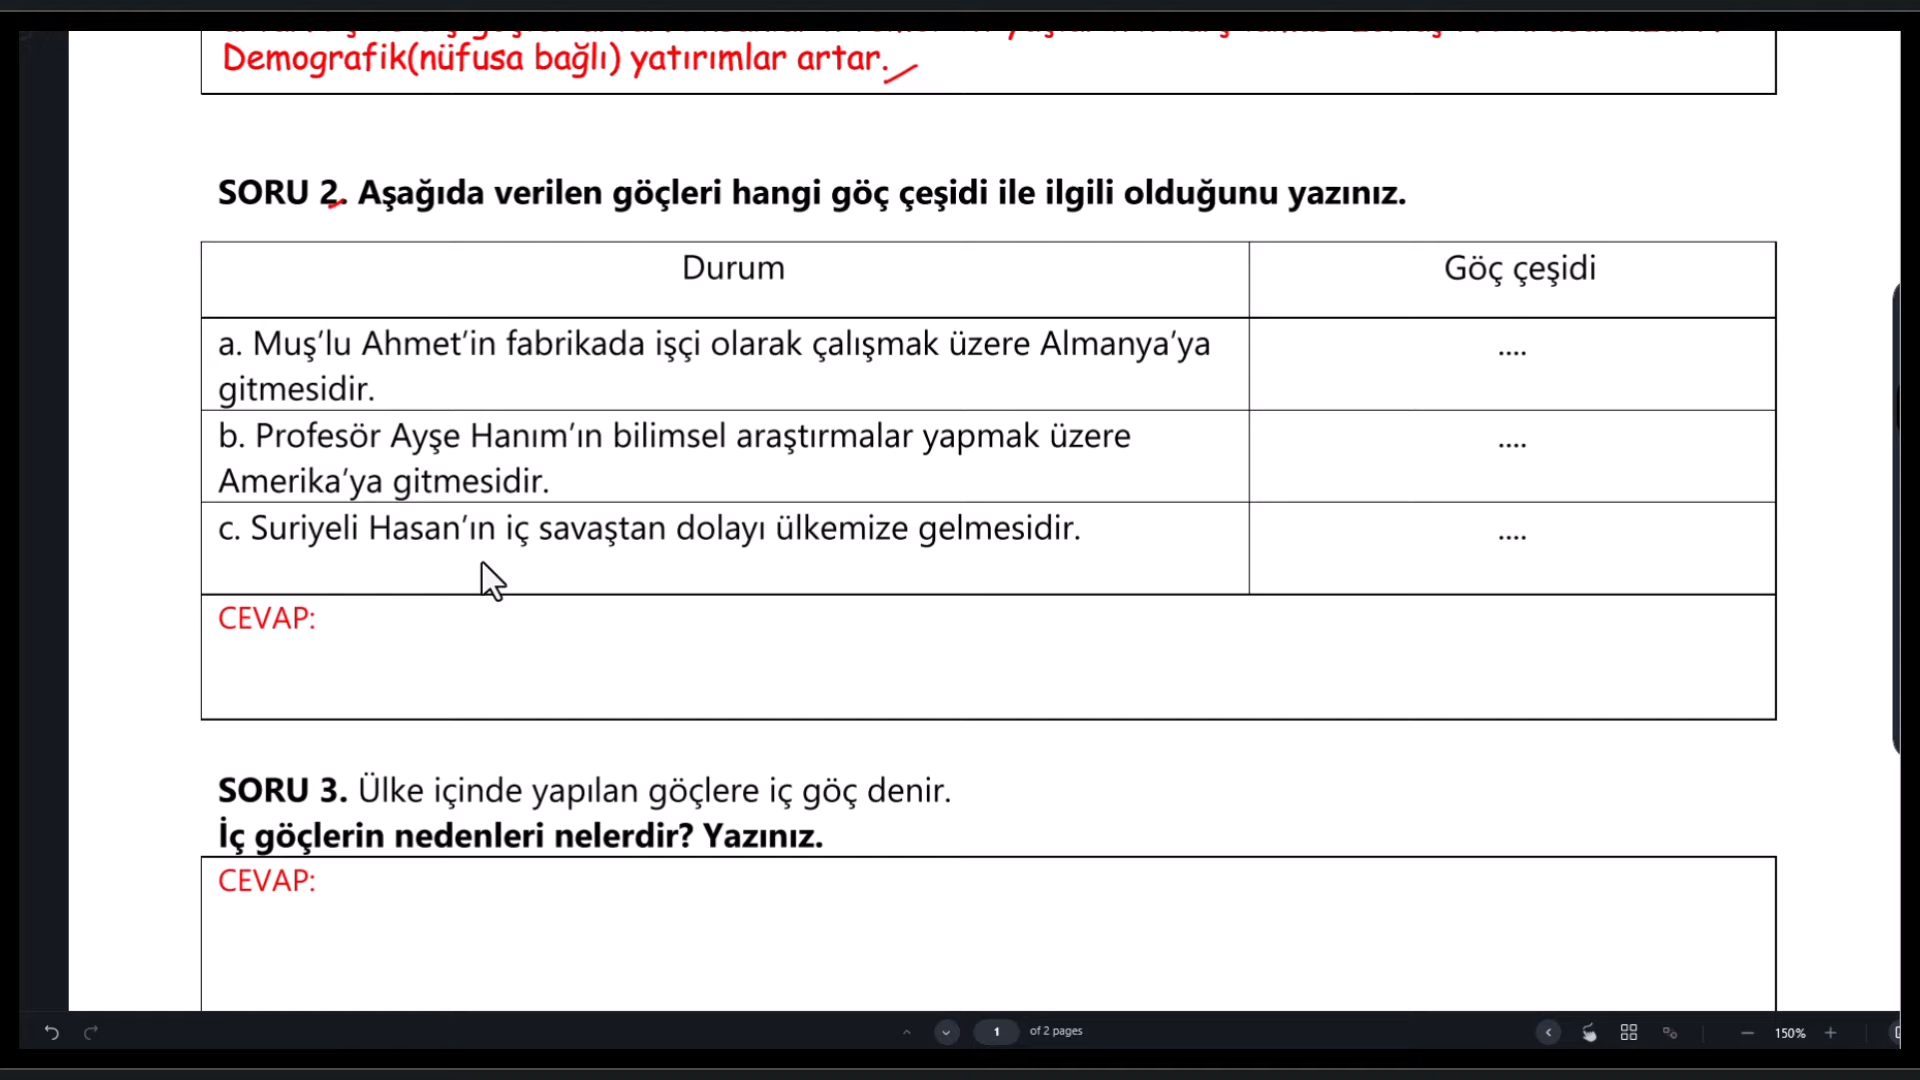 Demografik(nüfusa bağlı) yatırımlar artar.
SORU 2. Aşağıda verilen göçleri hangi göç çeşidi ile ilgili olduğunu yazınız.
Durum
Göç çeşidi
a. Muş’lu Ahmet’in fabrikada işçi olarak çalışmak üzere Almanya’ya
gitmesidir.
....
b. Profesör Ayşe Hanım’ın bilimsel araştırmalar yapmak üzere
Amerika’ya gitmesidir.
....
c. Suriyeli Hasan’ın iç savaştan dolayı ülkemize gelmesidir.
....
CEVAP:
SORU 3. Ülke içinde yapılan göçlere iç göç denir.
İç göçlerin nedenleri nelerdir? Yazınız.
CEVAP:
1 of 2 pages
150%